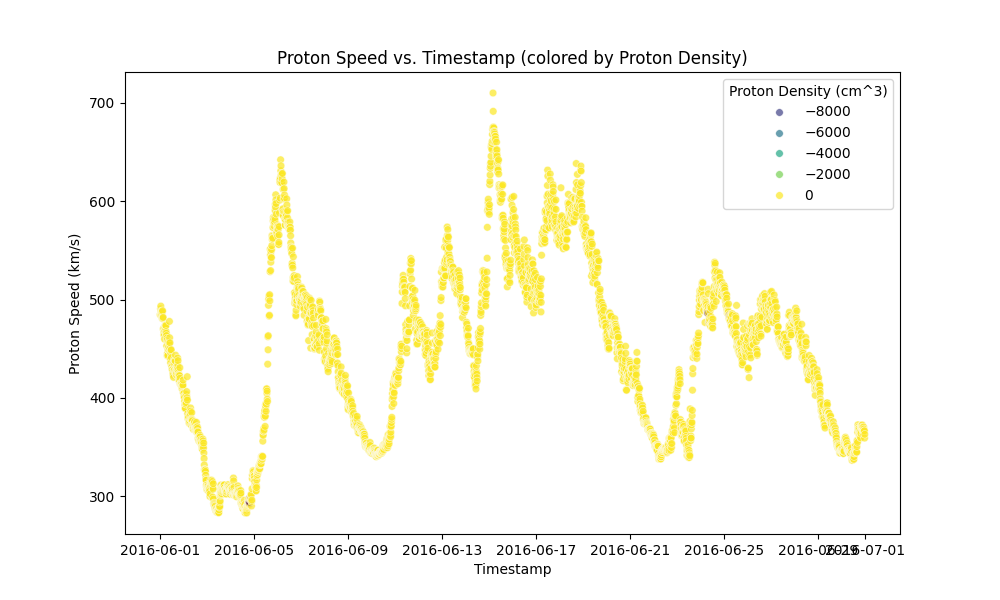 Proton Speed vs. Timestamp (colored by Proton Density)
Proton Density (cm^3)
−8000
−6000
−4000
−2000
0
Proton Speed (km/s)
700
600
500
400
300
2016-06-01 2016-06-05 2016-06-09 2016-06-13 2016-06-17 2016-06-21 2016-06-25 2016-06-29 2016-07-01
Timestamp